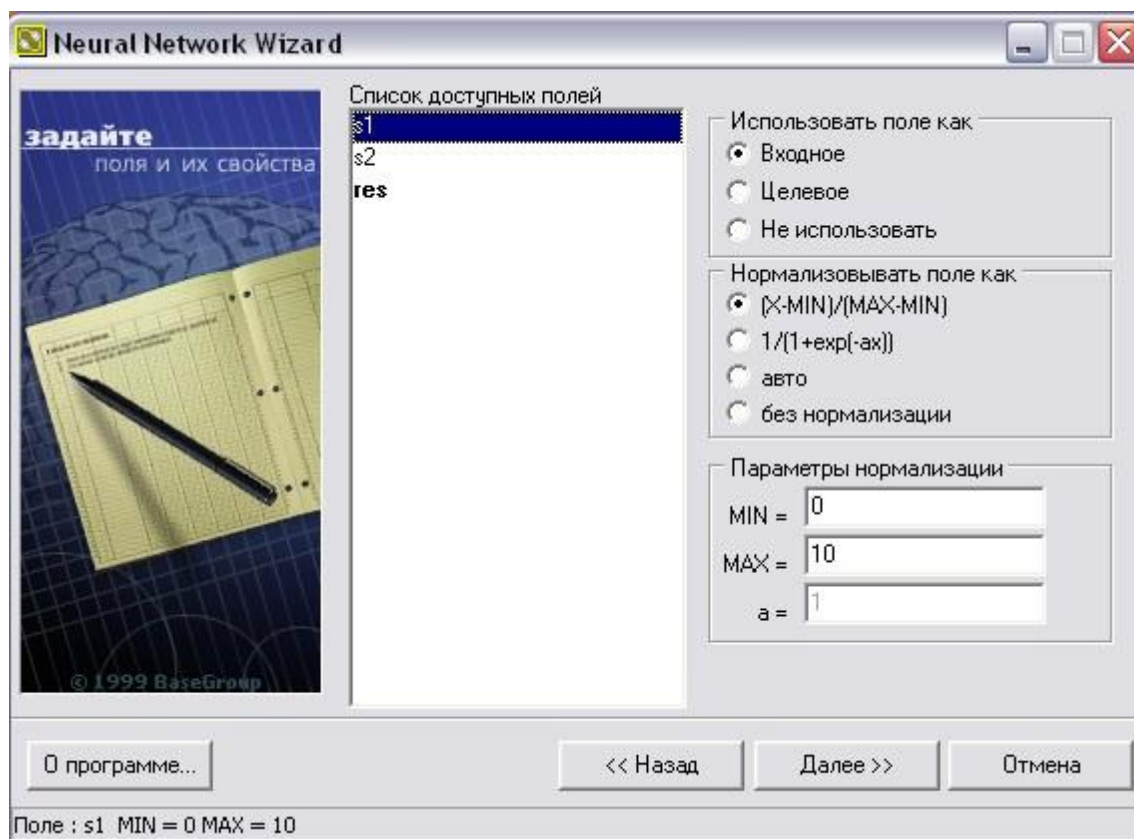 Neural Network Wizard
задайте
поля и их свойства
© 1999 BaseGroup
Список доступных полей
s1
s2
res
Использовать поле как
Входное
Целевое
Не использовать
Нормализовывать поле как
(X-MIN)/(MAX-MIN)
1/(1+exp(-ax))
авто
без нормализации
Параметры нормализации
MIN = 0
MAX = 10
a = 1
О программе...
<< Назад
Далее >>
Отмена
Поле : s1 MIN = 0 MAX = 10